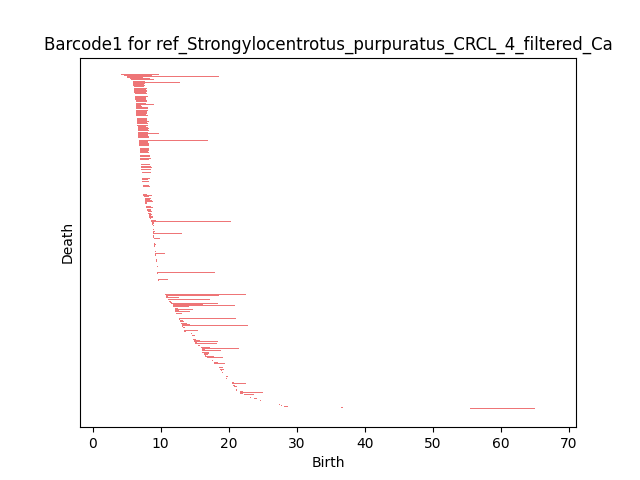 Barcode1 for ref_Strongylocentrotus_purpuratus_CRCL_4_filtered_Ca
Death
0
10
20
30
40
50
60
70
Birth